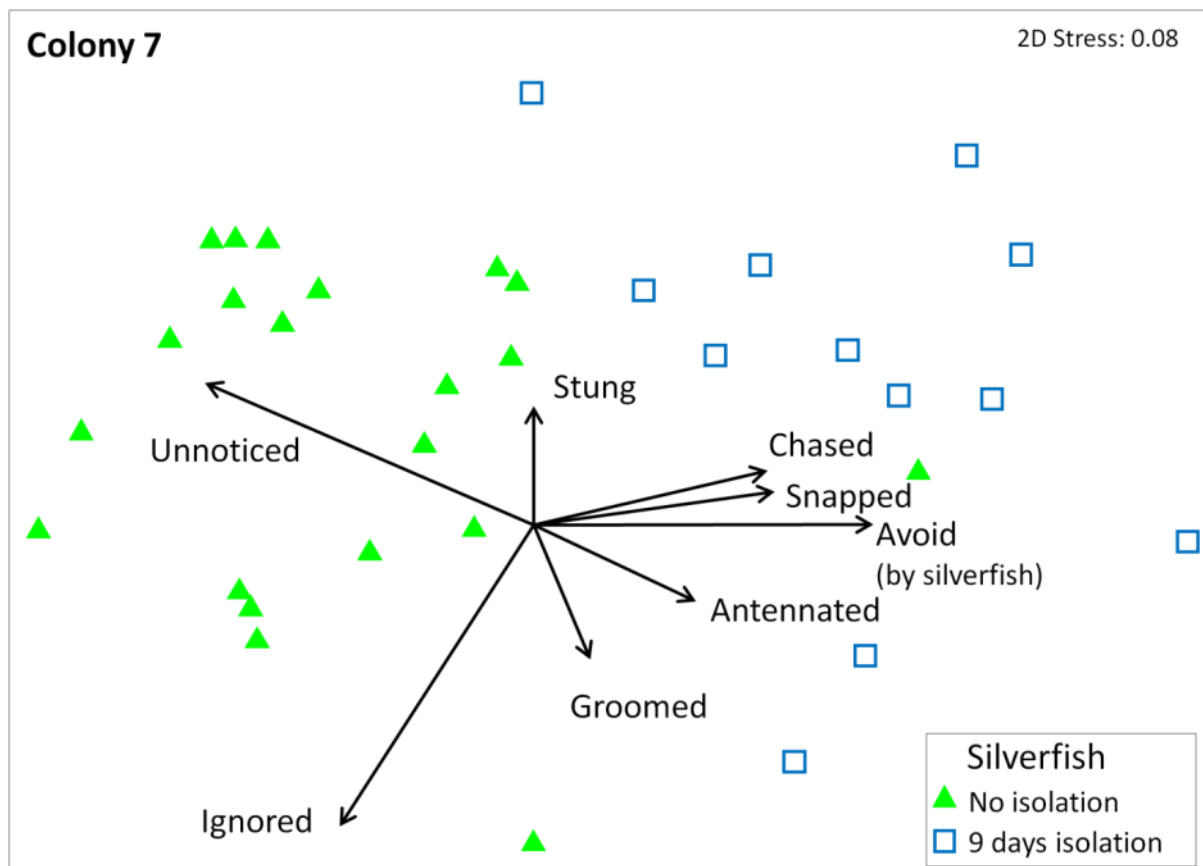 Colony 7
2D Stress: 0.08
Stung
Unnoticed
Chased
Snapped
Avoid
(by silverfish)
Antennated
Groomed
Ignored
Silverfish
No isolation
9 days isolation